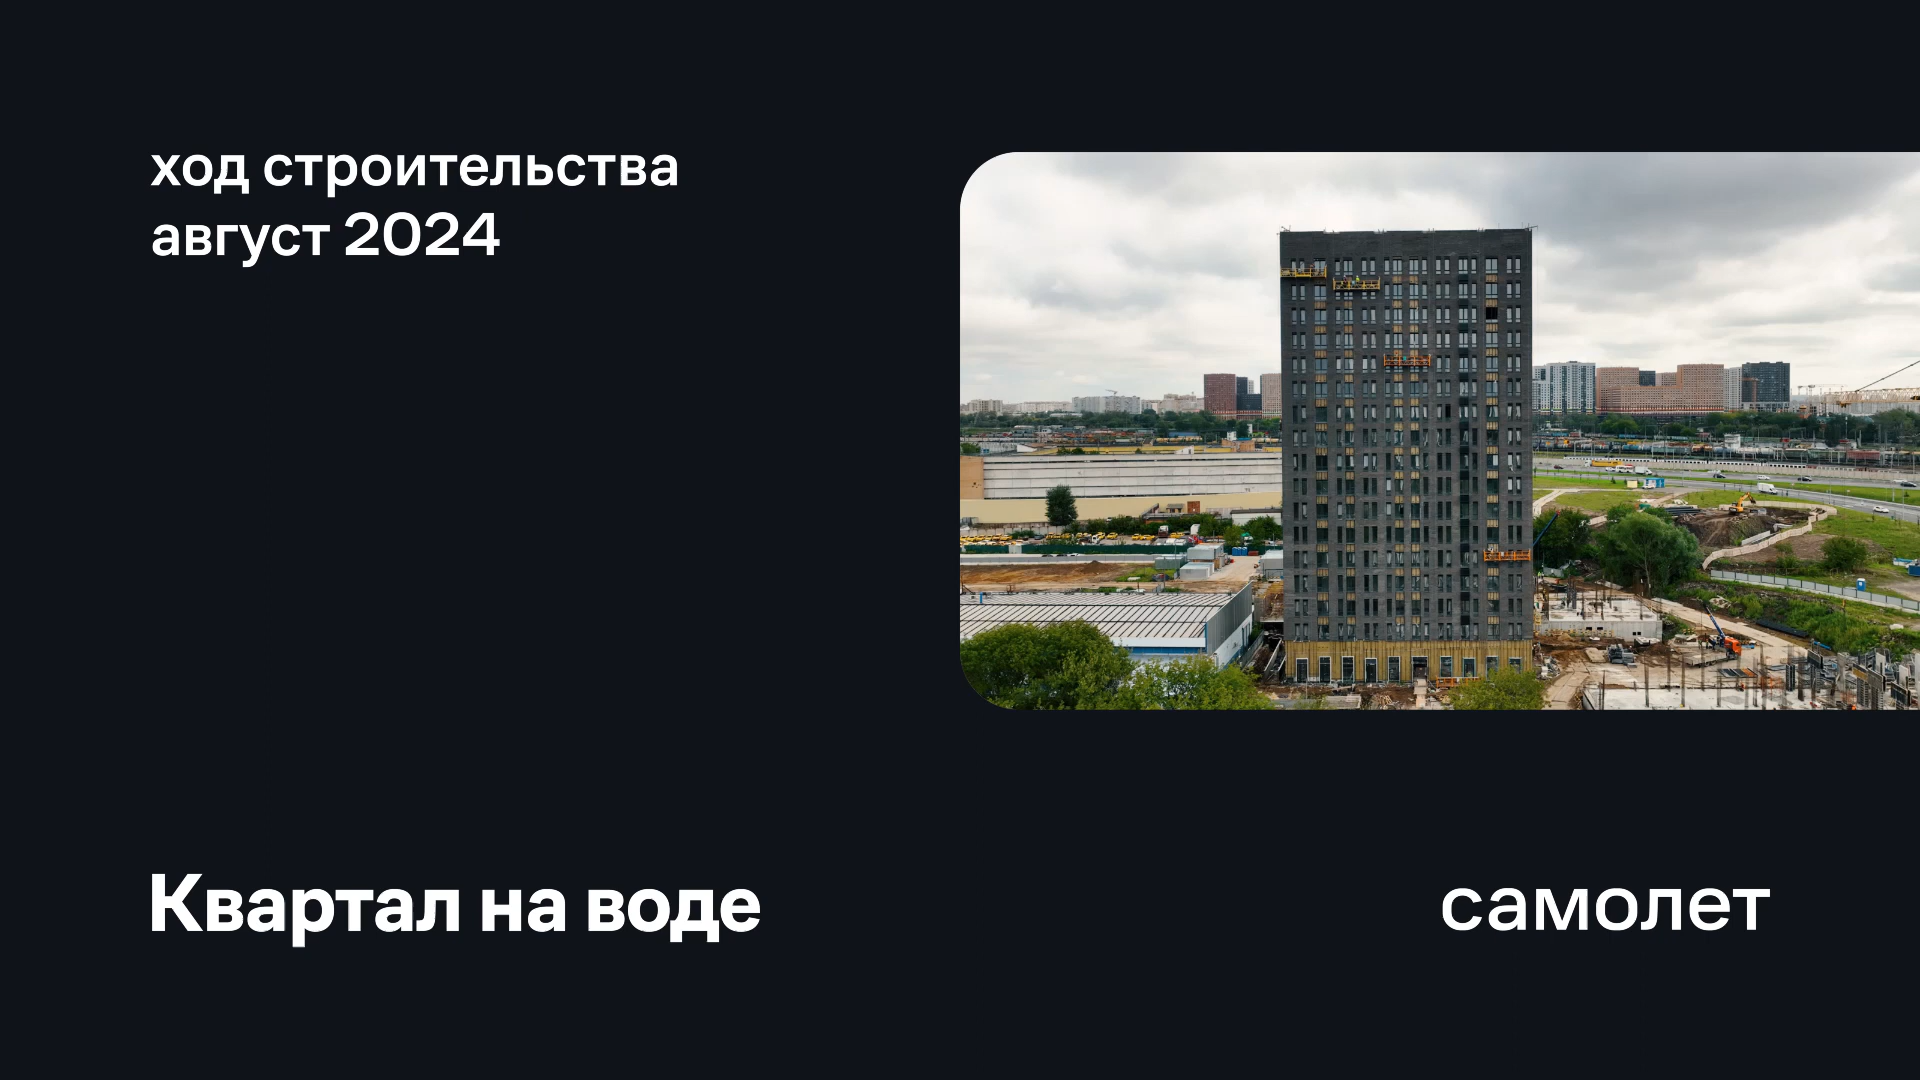 ход строительства
август 2024
Квартал на воде
самолет